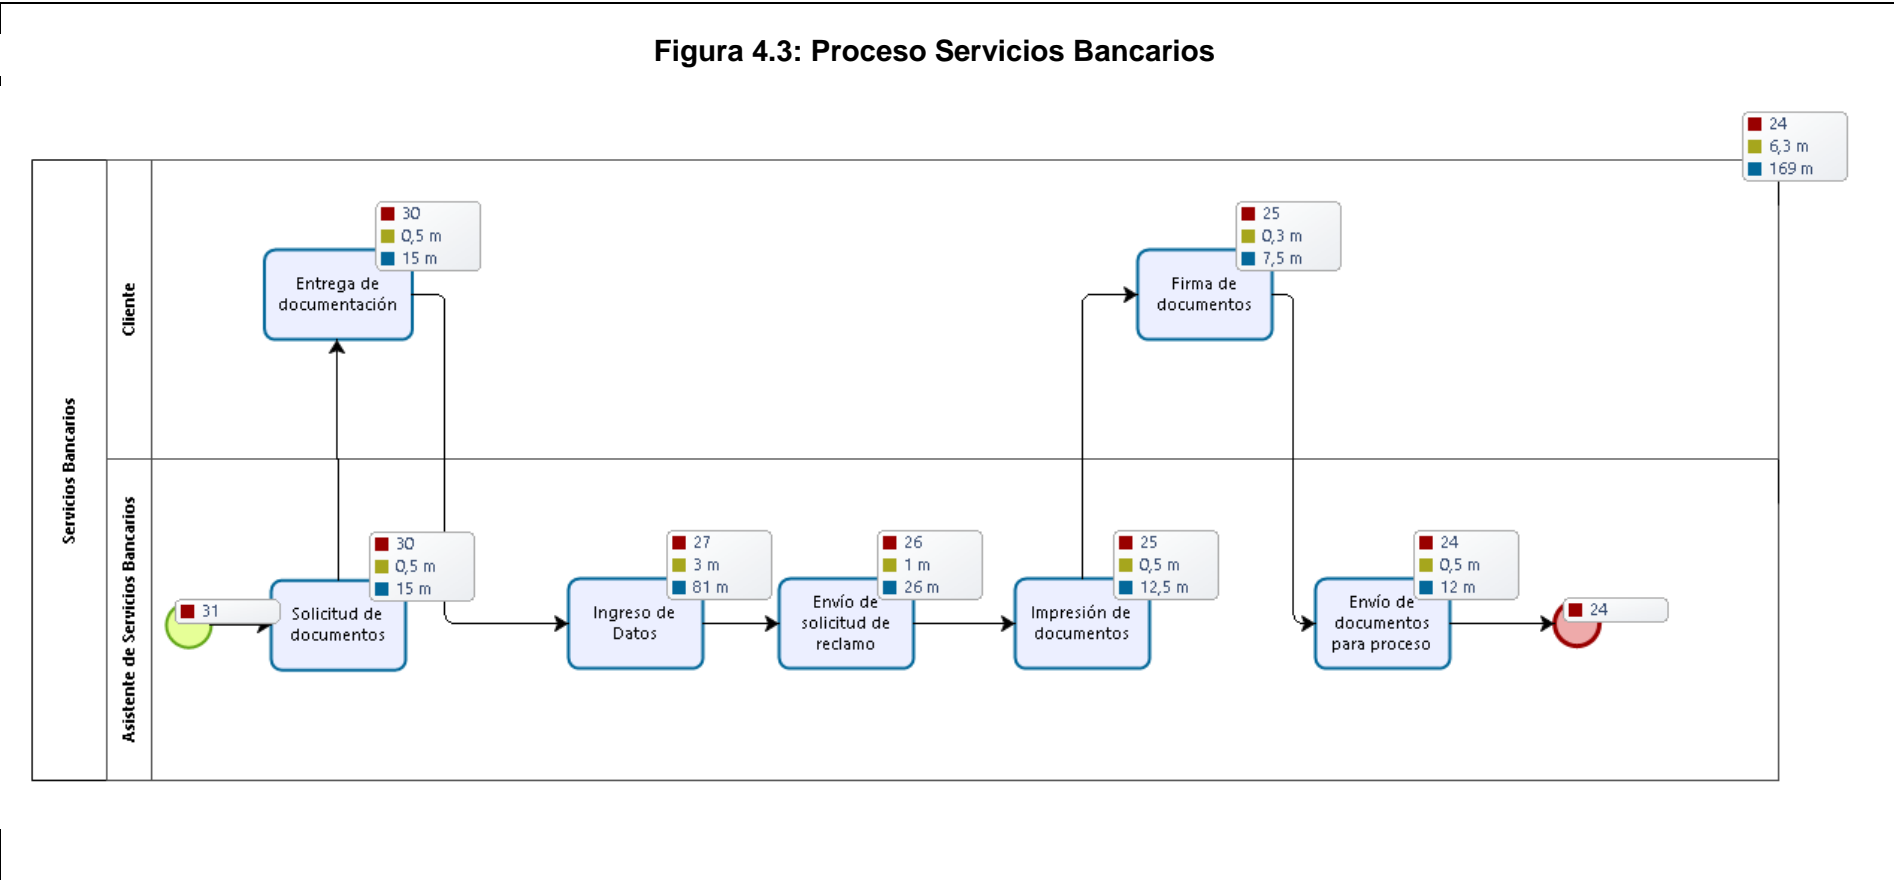 Figura 4.3: Proceso Servicios Bancarios
24
6,3 m
169 m
Servicios Bancarios
Cliente
30
0,5 m
15 m
Entrega de
documentación
25
0,3 m
7,5 m
Firma de
documentos
Asistente de Servicios Bancarios
31
30
0,5 m
15 m
Solicitud de
documentos
27
3 m
81 m
Ingreso de
Datos
26
1 m
26 m
Envío de
solicitud de
reclamo
25
0,5 m
12,5 m
Impresión de
documentos
24
0,5 m
12 m
Envío de
documentos
para proceso
24